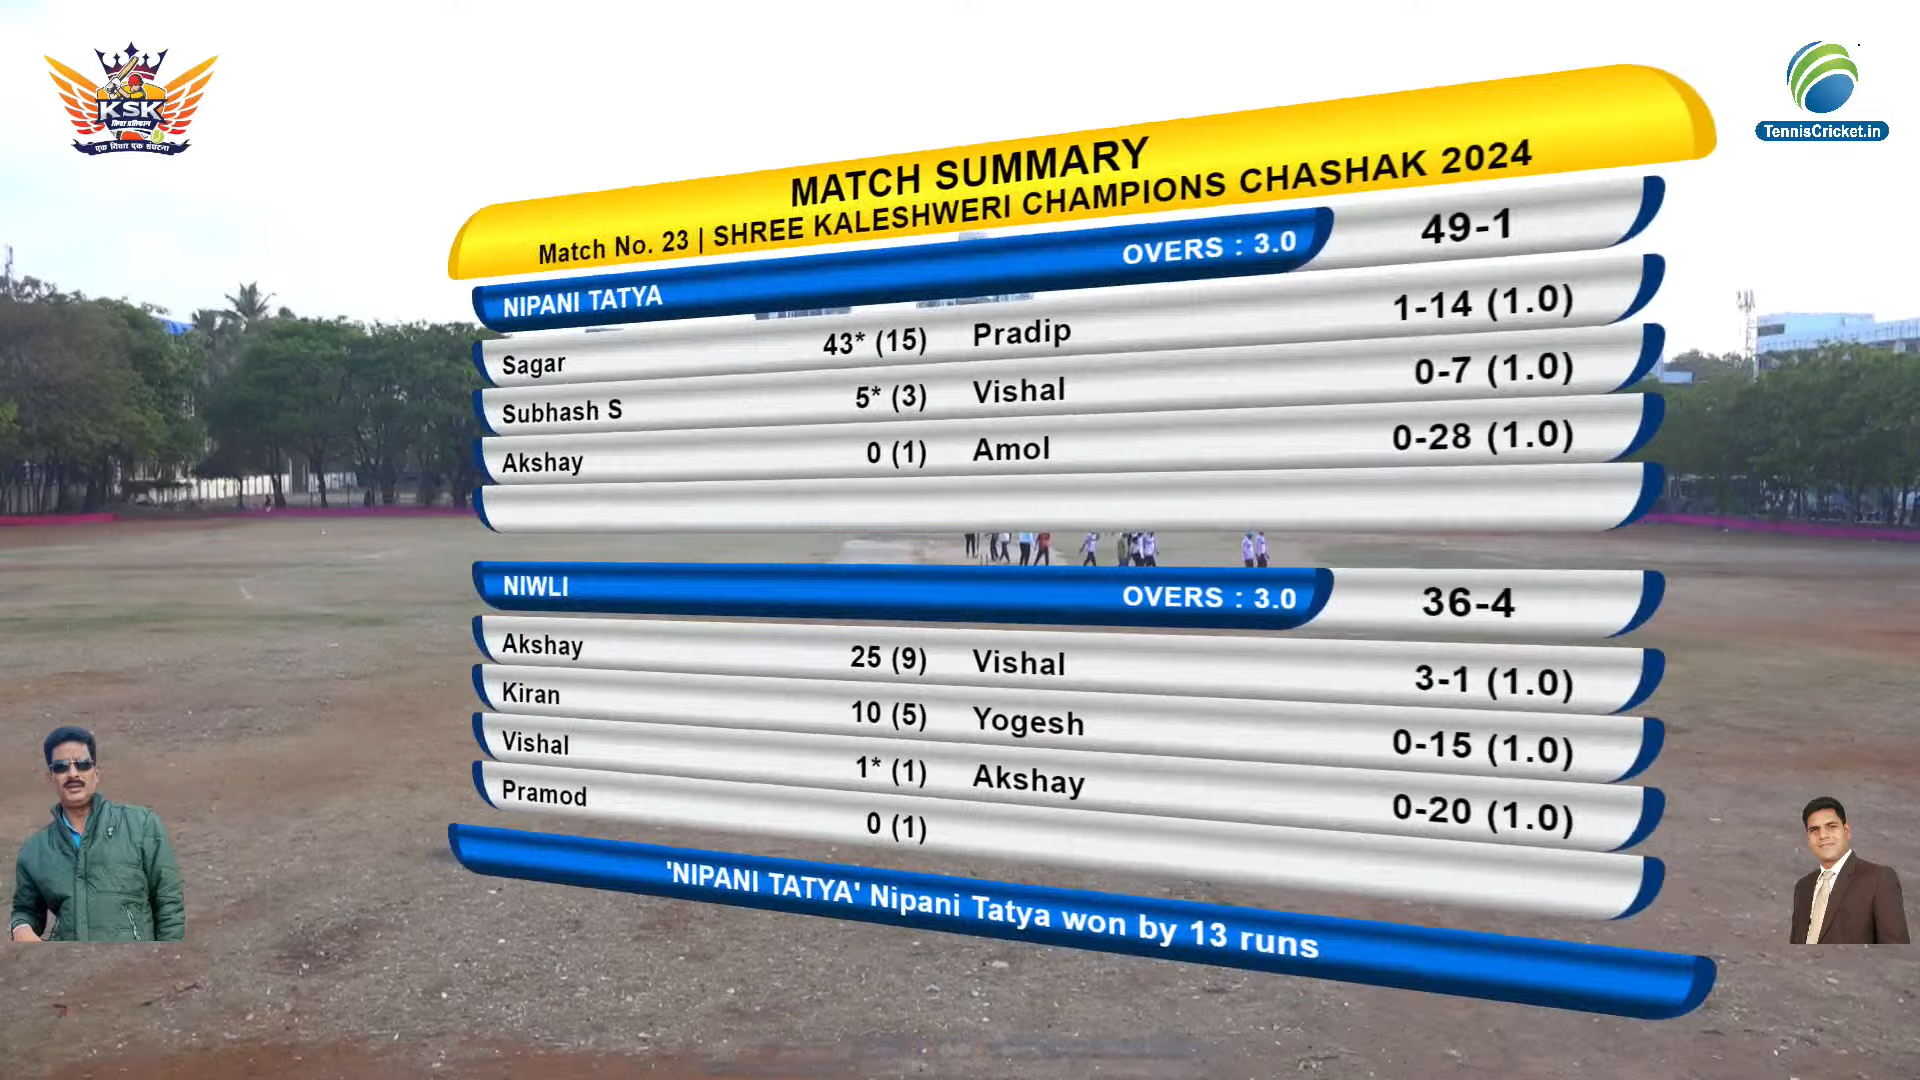 KSK
क्रिडा प्रतिष्ठान
एक विचार एक संघटना
TennisCricket.in
MATCH SUMMARY
Match No. 23 | SHREE KALESHWERI CHAMPIONS CHASHAK 2024
NIPANI TATYA OVERS : 3.0 49-1
Sagar 43* (15) Pradip 1-14 (1.0)
Subhash S 5* (3) Vishal 0-7 (1.0)
Akshay 0 (1) Amol 0-28 (1.0)
NIWLI OVERS : 3.0 36-4
Akshay 25 (9) Vishal 3-1 (1.0)
Kiran 10 (5) Yogesh 0-15 (1.0)
Vishal 1* (1) Akshay 0-20 (1.0)
Pramod 0 (1)
'NIPANI TATYA' Nipani Tatya won by 13 runs